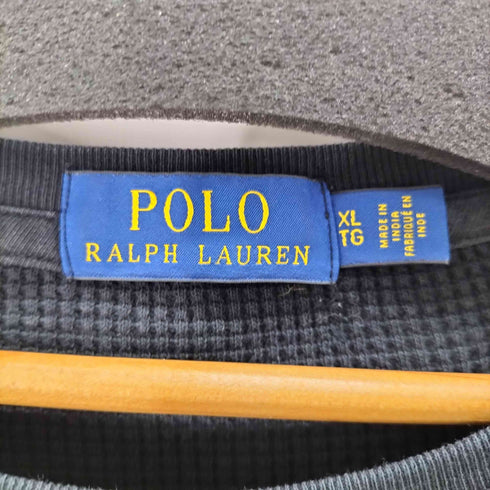 POLO
RALPH LAUREN
XL
TG
MADE IN
INDIA
FABRIQUÉ EN
INDE